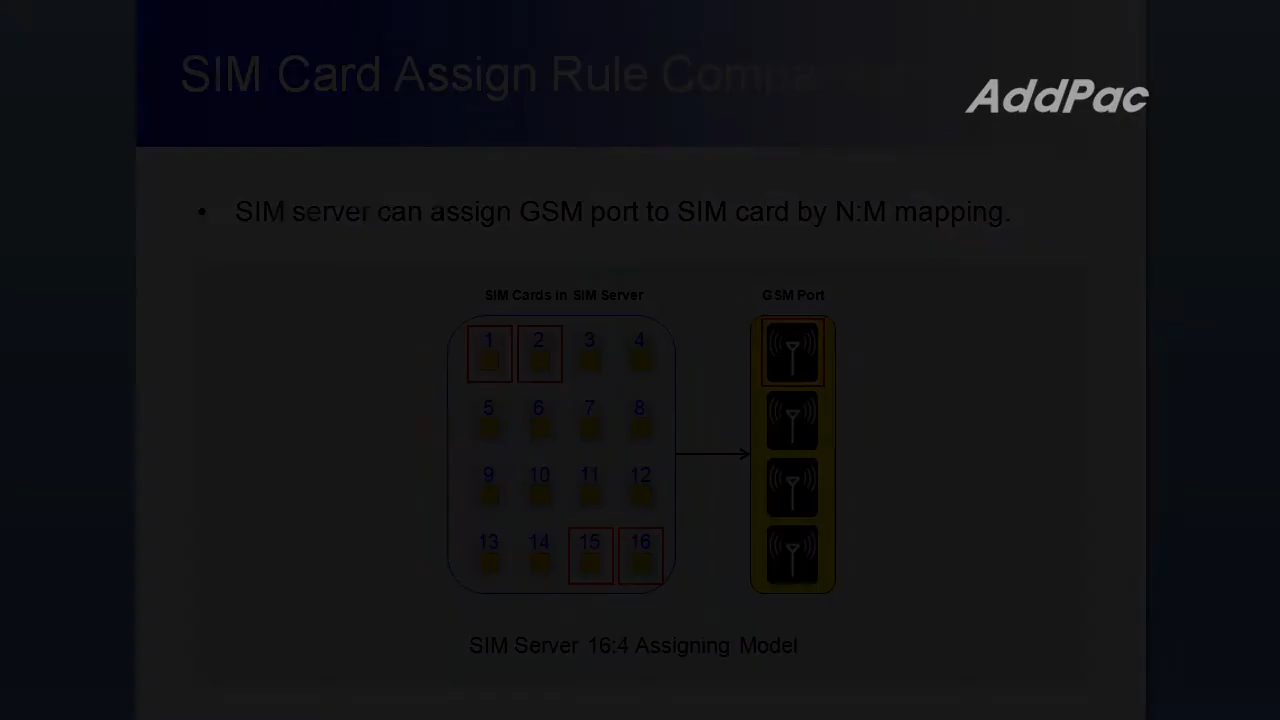 SIM Card Assign Rule
AddPac
• SIM server can assign GSM port to SIM card by N:M mapping.
SIM Cards in SIM Server
GSM Port
1 2 3 4
5 6 7 8
9 10 11 12
13 14 15 16
SIM Server 16:4 Assigning Model